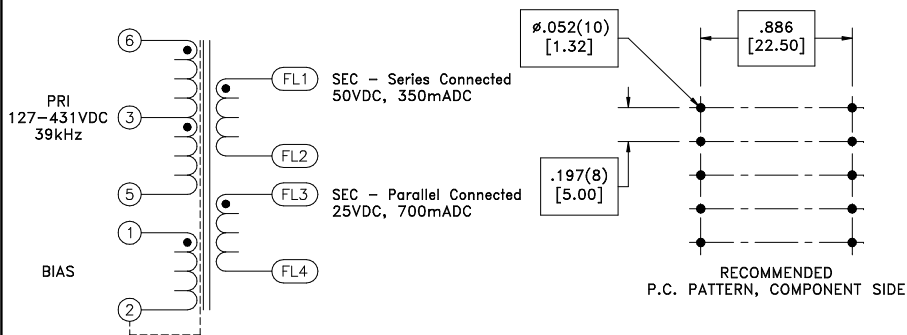 6
PRI
127-431VDC
39kHz
3
5
1
BIAS
2
FL1
SEC - Series Connected
50VDC, 350mADC
FL2
FL3
SEC - Parallel Connected
25VDC, 700mADC
FL4
ø.052(10)
[1.32]
.886
[22.50]
.197(8)
[5.00]
RECOMMENDED
P.C. PATTERN, COMPONENT SIDE